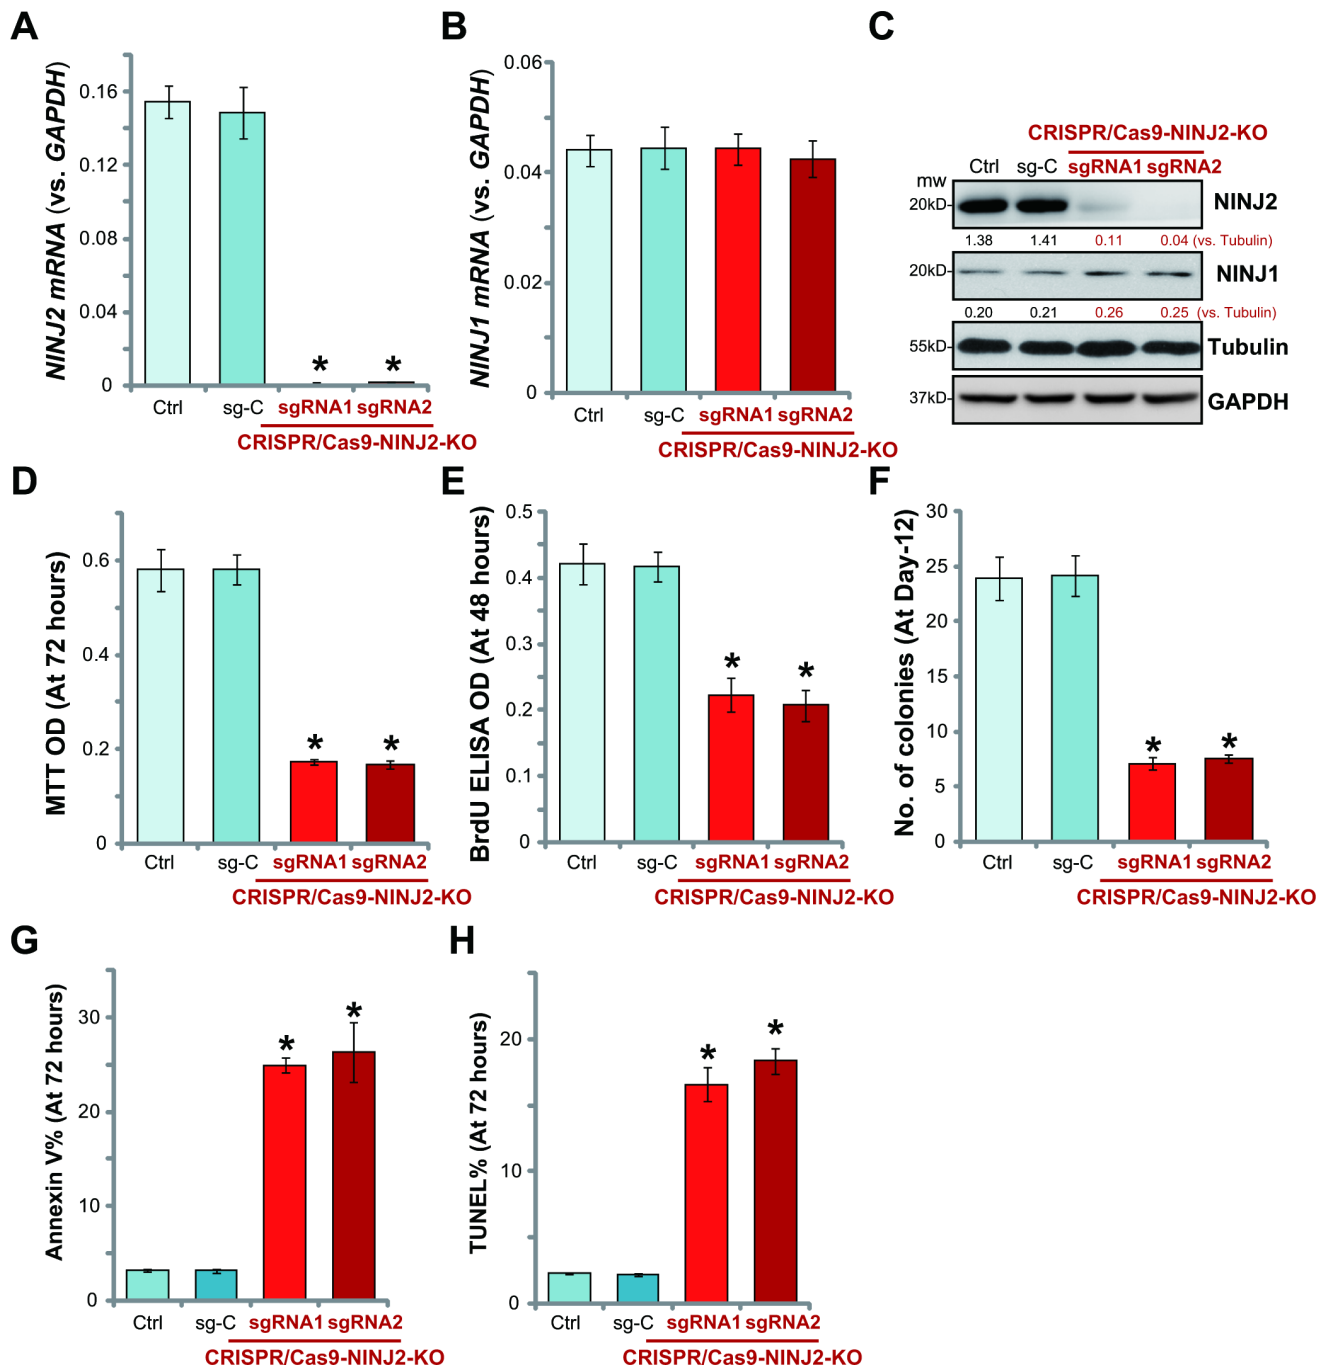 A
NINJ2 mRNA (vs. GAPDH)
0.16
0.12
0.08
0.04
0
* *
Ctrl sg-C sgRNA1 sgRNA2
CRISPR/Cas9-NINJ2-KO
B
NINJ1 mRNA (vs. GAPDH)
0.06
0.04
0.02
0
Ctrl sg-C sgRNA1 sgRNA2
CRISPR/Cas9-NINJ2-KO
C
CRISPR/Cas9-NINJ2-KO
Ctrl sg-C sgRNA1 sgRNA2
mw
20kD- NINJ2
1.38 1.41 0.11 0.04 (vs. Tubulin)
20kD- NINJ1
0.20 0.21 0.26 0.25 (vs. Tubulin)
55kD- Tubulin
37kD- GAPDH
D
MTT OD (At 72 hours)
0.6
0.4
0.2
0
* *
Ctrl sg-C sgRNA1 sgRNA2
CRISPR/Cas9-NINJ2-KO
E
BrdU ELISA OD (At 48 hours)
0.5
0.4
0.3
0.2
0.1
0
* *
Ctrl sg-C sgRNA1 sgRNA2
CRISPR/Cas9-NINJ2-KO
F
No. of colonies (At Day-12)
30
25
20
15
10
5
0
* *
Ctrl sg-C sgRNA1 sgRNA2
CRISPR/Cas9-NINJ2-KO
G
Annexin V% (At 72 hours)
30
20
10
0
* *
Ctrl sg-C sgRNA1 sgRNA2
CRISPR/Cas9-NINJ2-KO
H
TUNEL% (At 72 hours)
20
10
0
* *
Ctrl sg-C sgRNA1 sgRNA2
CRISPR/Cas9-NINJ2-KO